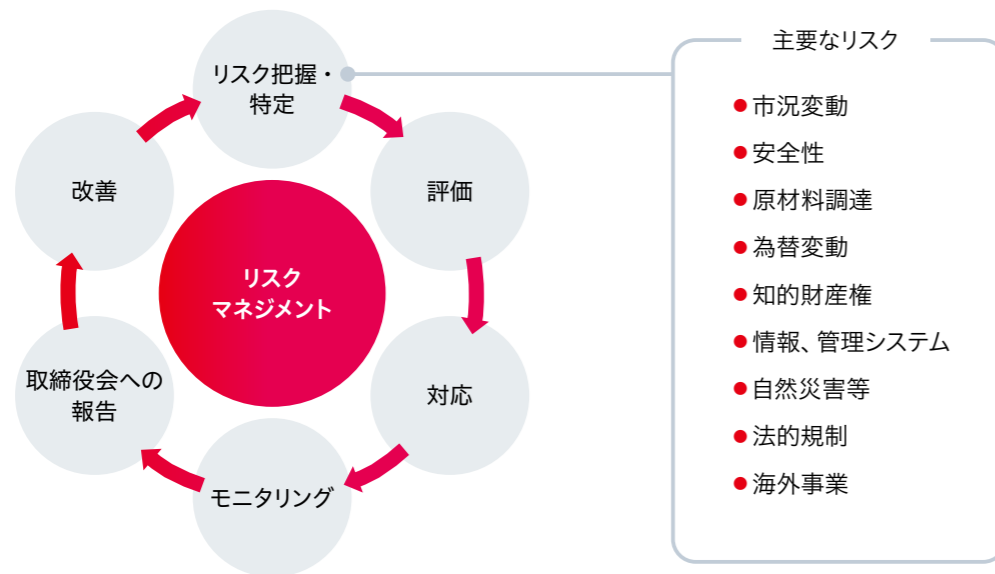 リスク把握・
特定
評価
対応
モニタリング
取締役会への
報告
改善
リスク
マネジメント
主要なリスク
市況変動
安全性
原材料調達
為替変動
知的財産権
情報、管理システム
自然災害等
法的規制
海外事業